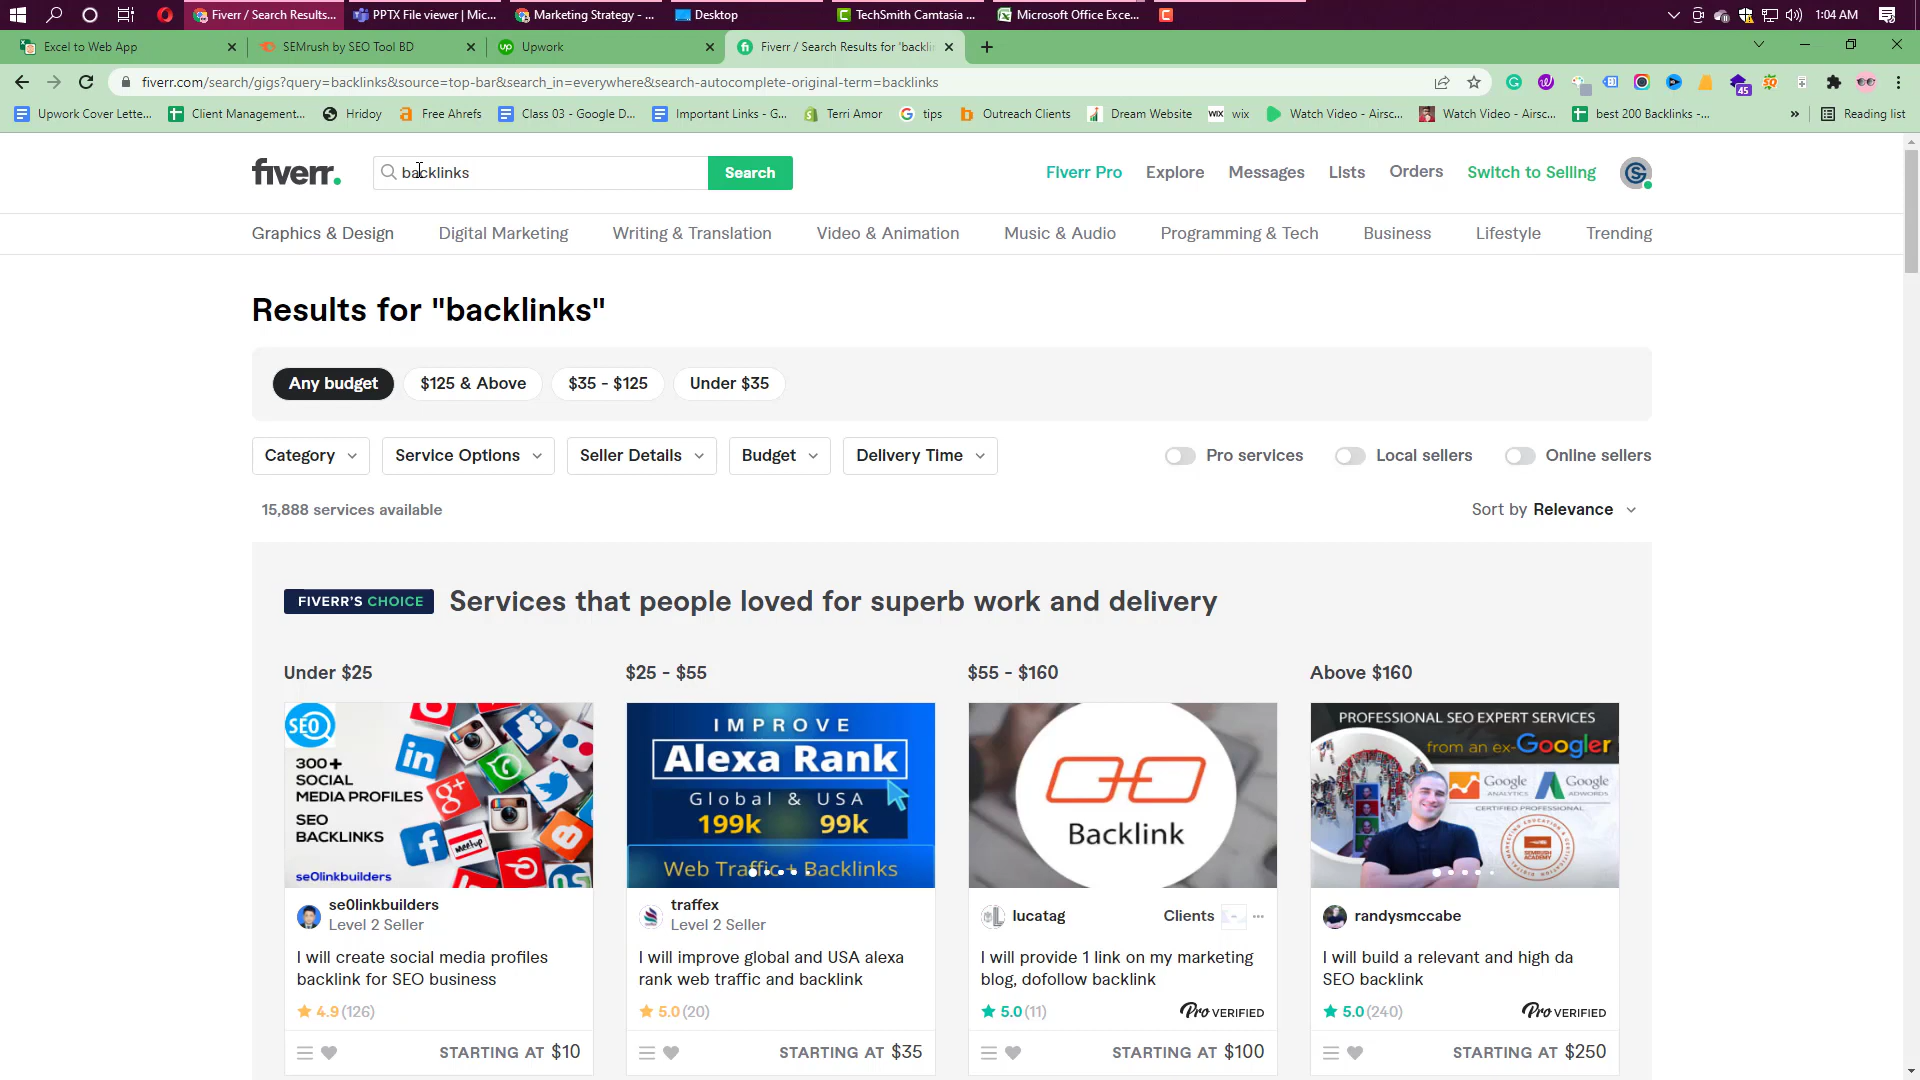 Fiverr / Search Results...
PPTX File viewer | Mic...
Marketing Strategy - ...
Desktop
TechSmith Camtasia ...
Microsoft Office Exce...
1:04 AM
Excel to Web App
SEMrush by SEO Tool BD
Upwork
Fiverr / Search Results for 'backli
fiverr.com/search/gigs?query=backlinks&source=top-bar&search_in=everywhere&search-autocomplete-original-term=backlinks
45
Upwork Cover Lette...
Client Management...
Hridoy
Free Ahrefs
Class 03 - Google D...
Important Links - G...
Terri Amor
tips
Outreach Clients
Dream Website
WIX wix
Watch Video - Airsc...
Watch Video - Airsc...
best 200 Backlinks -...
Reading list
fiverr.
backlinks
Search
Fiverr Pro
Explore
Messages
Lists
Orders
Switch to Selling
Graphics & Design
Digital Marketing
Writing & Translation
Video & Animation
Music & Audio
Programming & Tech
Business
Lifestyle
Trending
Results for "backlinks"
Any budget
$125 & Above
$35 - $125
Under $35
Category
Service Options
Seller Details
Budget
Delivery Time
Pro services
Local sellers
Online sellers
15,888 services available
Sort by Relevance
FIVERR'S CHOICE
Services that people loved for superb work and delivery
Under $25
$25 - $55
$55 - $160
Above $160
SEO
300+
SOCIAL
MEDIA PROFILES
SEO
BACKLINKS
Meetup
se0linkbuilders
IMPROVE
Alexa Rank
Global & USA
199k 99k
Web Traffic + Backlinks
Backlink
PROFESSIONAL SEO EXPERT SERVICES
from an ex-Googler
Google
ANALYTICS
Google
ADWORDS
CERTIFIED PROFESSIONAL
SEMRUSH
ACADEMY
se0linkbuilders
Level 2 Seller
I will create social media profiles
backlink for SEO business
4.9 (126)
STARTING AT $10
traffex
Level 2 Seller
I will improve global and USA alexa
rank web traffic and backlink
5.0 (20)
STARTING AT $35
lucatag
Clients
I will provide 1 link on my marketing
blog, dofollow backlink
5.0 (11)
Pro VERIFIED
STARTING AT $100
randysmccabe
I will build a relevant and high da
SEO backlink
5.0 (240)
Pro VERIFIED
STARTING AT $250